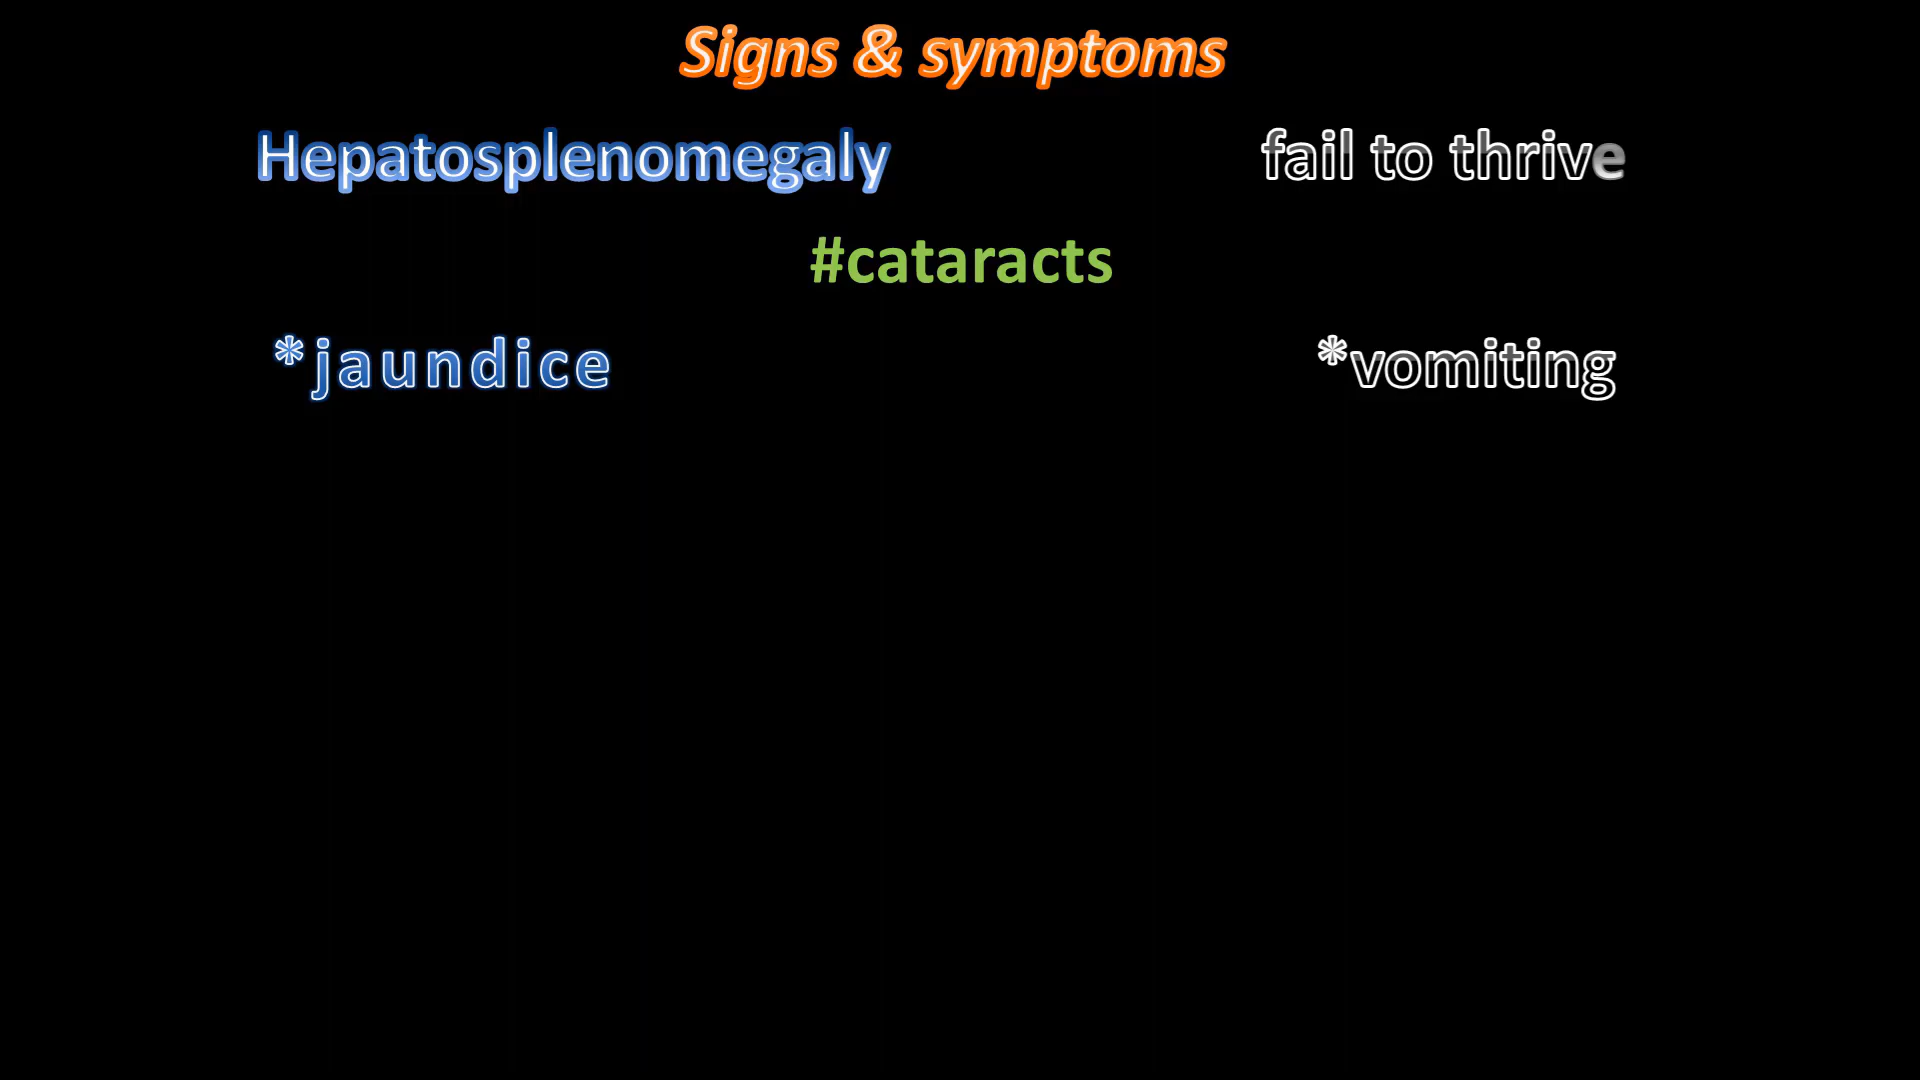 Signs & symptoms
Hepatosplenomegaly fail to thrive
#cataracts
*jaundice *vomiting